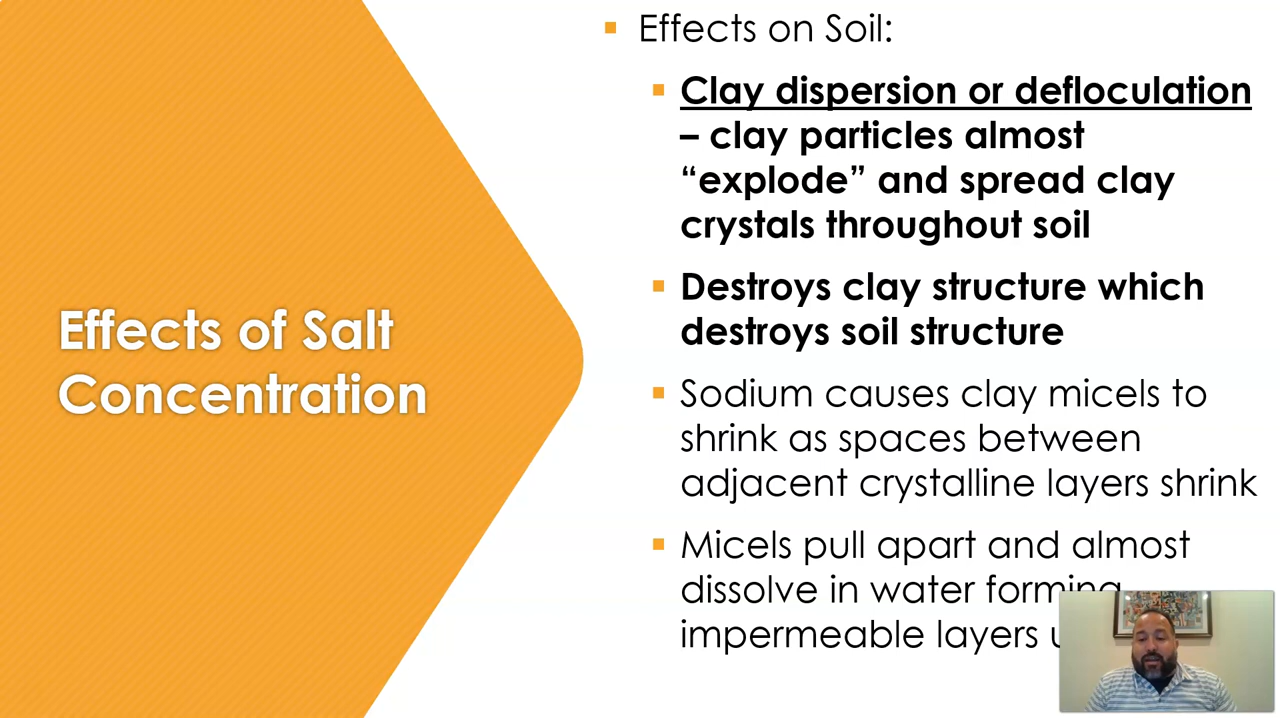 Effects of Salt
Concentration
Effects on Soil:
Clay dispersion or defloculation
– clay particles almost
“explode” and spread clay
crystals throughout soil
Destroys clay structure which
destroys soil structure
Sodium causes clay micels to
shrink as spaces between
adjacent crystalline layers shrink
Micels pull apart and almost
dissolve in water forming
impermeable layers